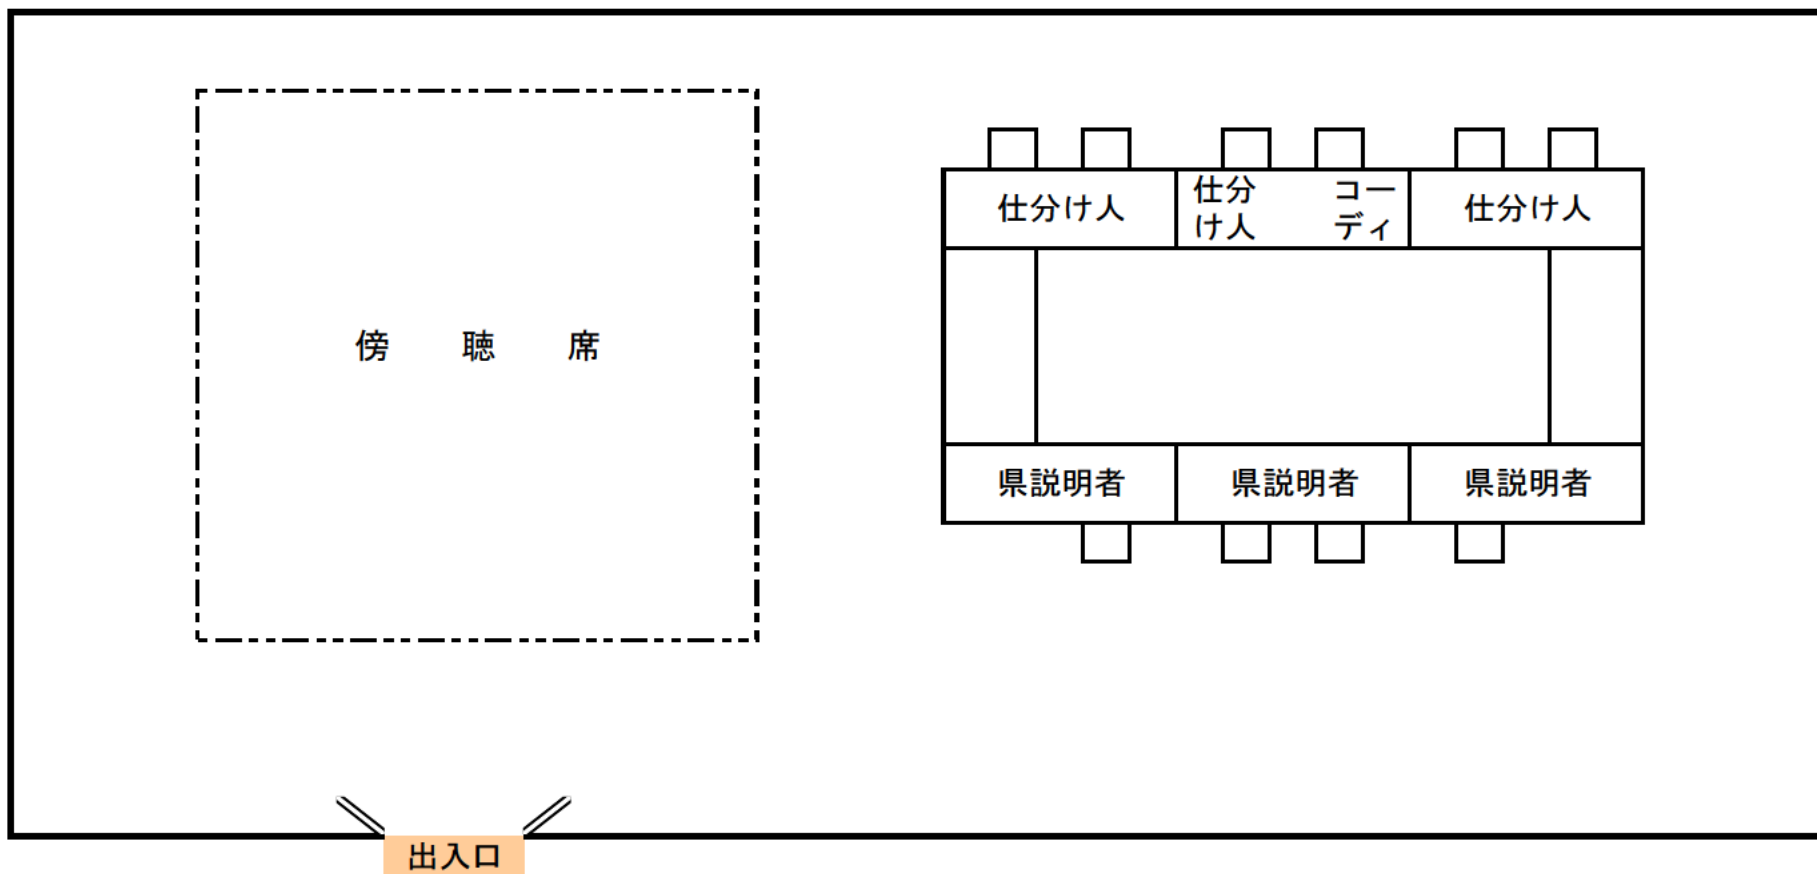 仕分け人
仕分
け人
コー
ディ
仕分け人
傍 聴 席
県説明者
県説明者
県説明者
出入口